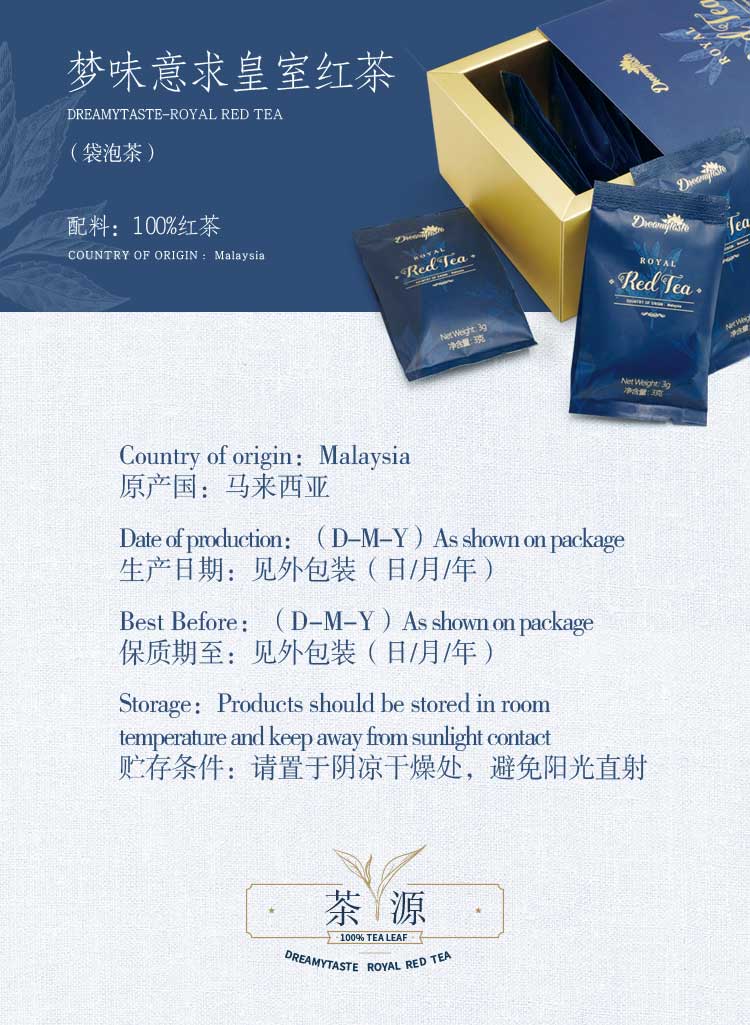 梦味意求皇室红茶
DREAMYTASTE-ROYAL RED TEA
（袋泡茶）
配料：100%红茶
COUNTRY OF ORIGIN： Malaysia
ROYAL
Dreamytaste
Dreamytaste
ROYAL
Red Tea
COUNTRY OF ORIGIN : Malaysia
Net Weight: 3g
净含量: 3克
Dreamytaste
ROYAL
Red Tea
COUNTRY OF ORIGIN : Malaysia
Net Weight: 3g
净含量: 3克
Dreamytaste
Country of origin：Malaysia
原产国：马来西亚
Date of production：（D-M-Y）As shown on package
生产日期：见外包装（日/月/年）
Best Before：（D-M-Y）As shown on package
保质期至：见外包装（日/月/年）
Storage：Products should be stored in room
temperature and keep away from sunlight contact
贮存条件：请置于阴凉干燥处，避免阳光直射
茶源
100% TEA LEAF
DREAMYTASTE ROYAL RED TEA